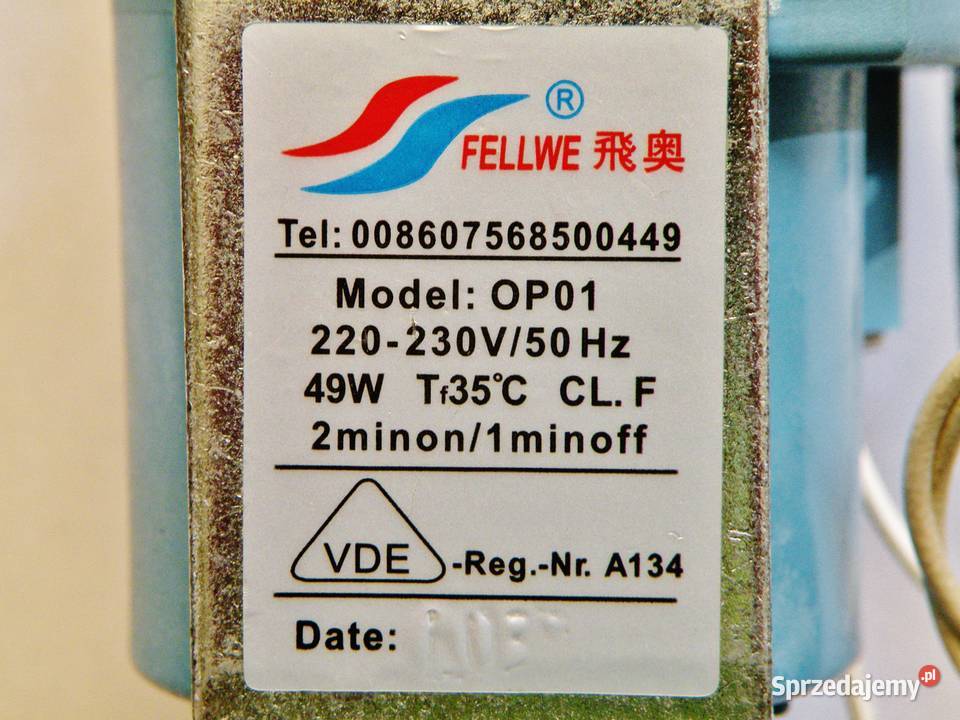 ®
FELLWE 飛奥
Tel: 008607568500449
Model: OP01
220-230V/50Hz
49W Tf35℃ CL. F
2minon/1minoff
VDE -Reg.-Nr. A134
Date:
Sprzedajemy.pl